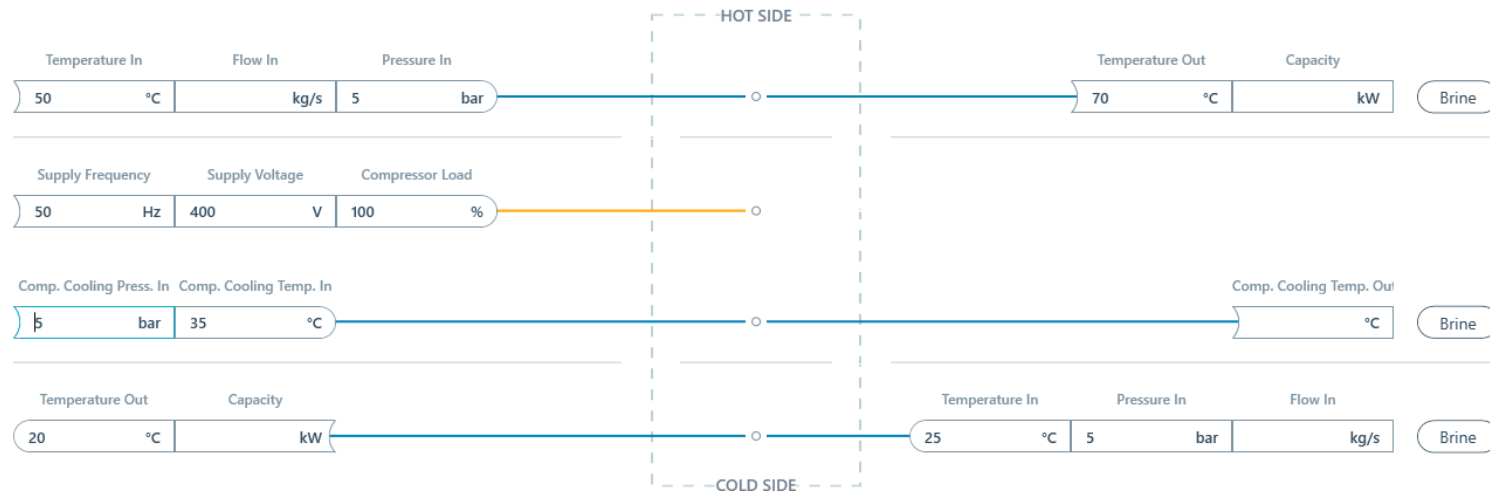 HOT SIDE
Temperature In Flow In Pressure In Temperature Out Capacity
50 °C kg/s 5 bar 70 °C kW Brine
Supply Frequency Supply Voltage Compressor Load
50 Hz 400 V 100 %
Comp. Cooling Press. In Comp. Cooling Temp. In Comp. Cooling Temp. Out
5 bar 35 °C °C Brine
Temperature Out Capacity Temperature In Pressure In Flow In
20 °C kW 25 °C 5 bar kg/s Brine
COLD SIDE